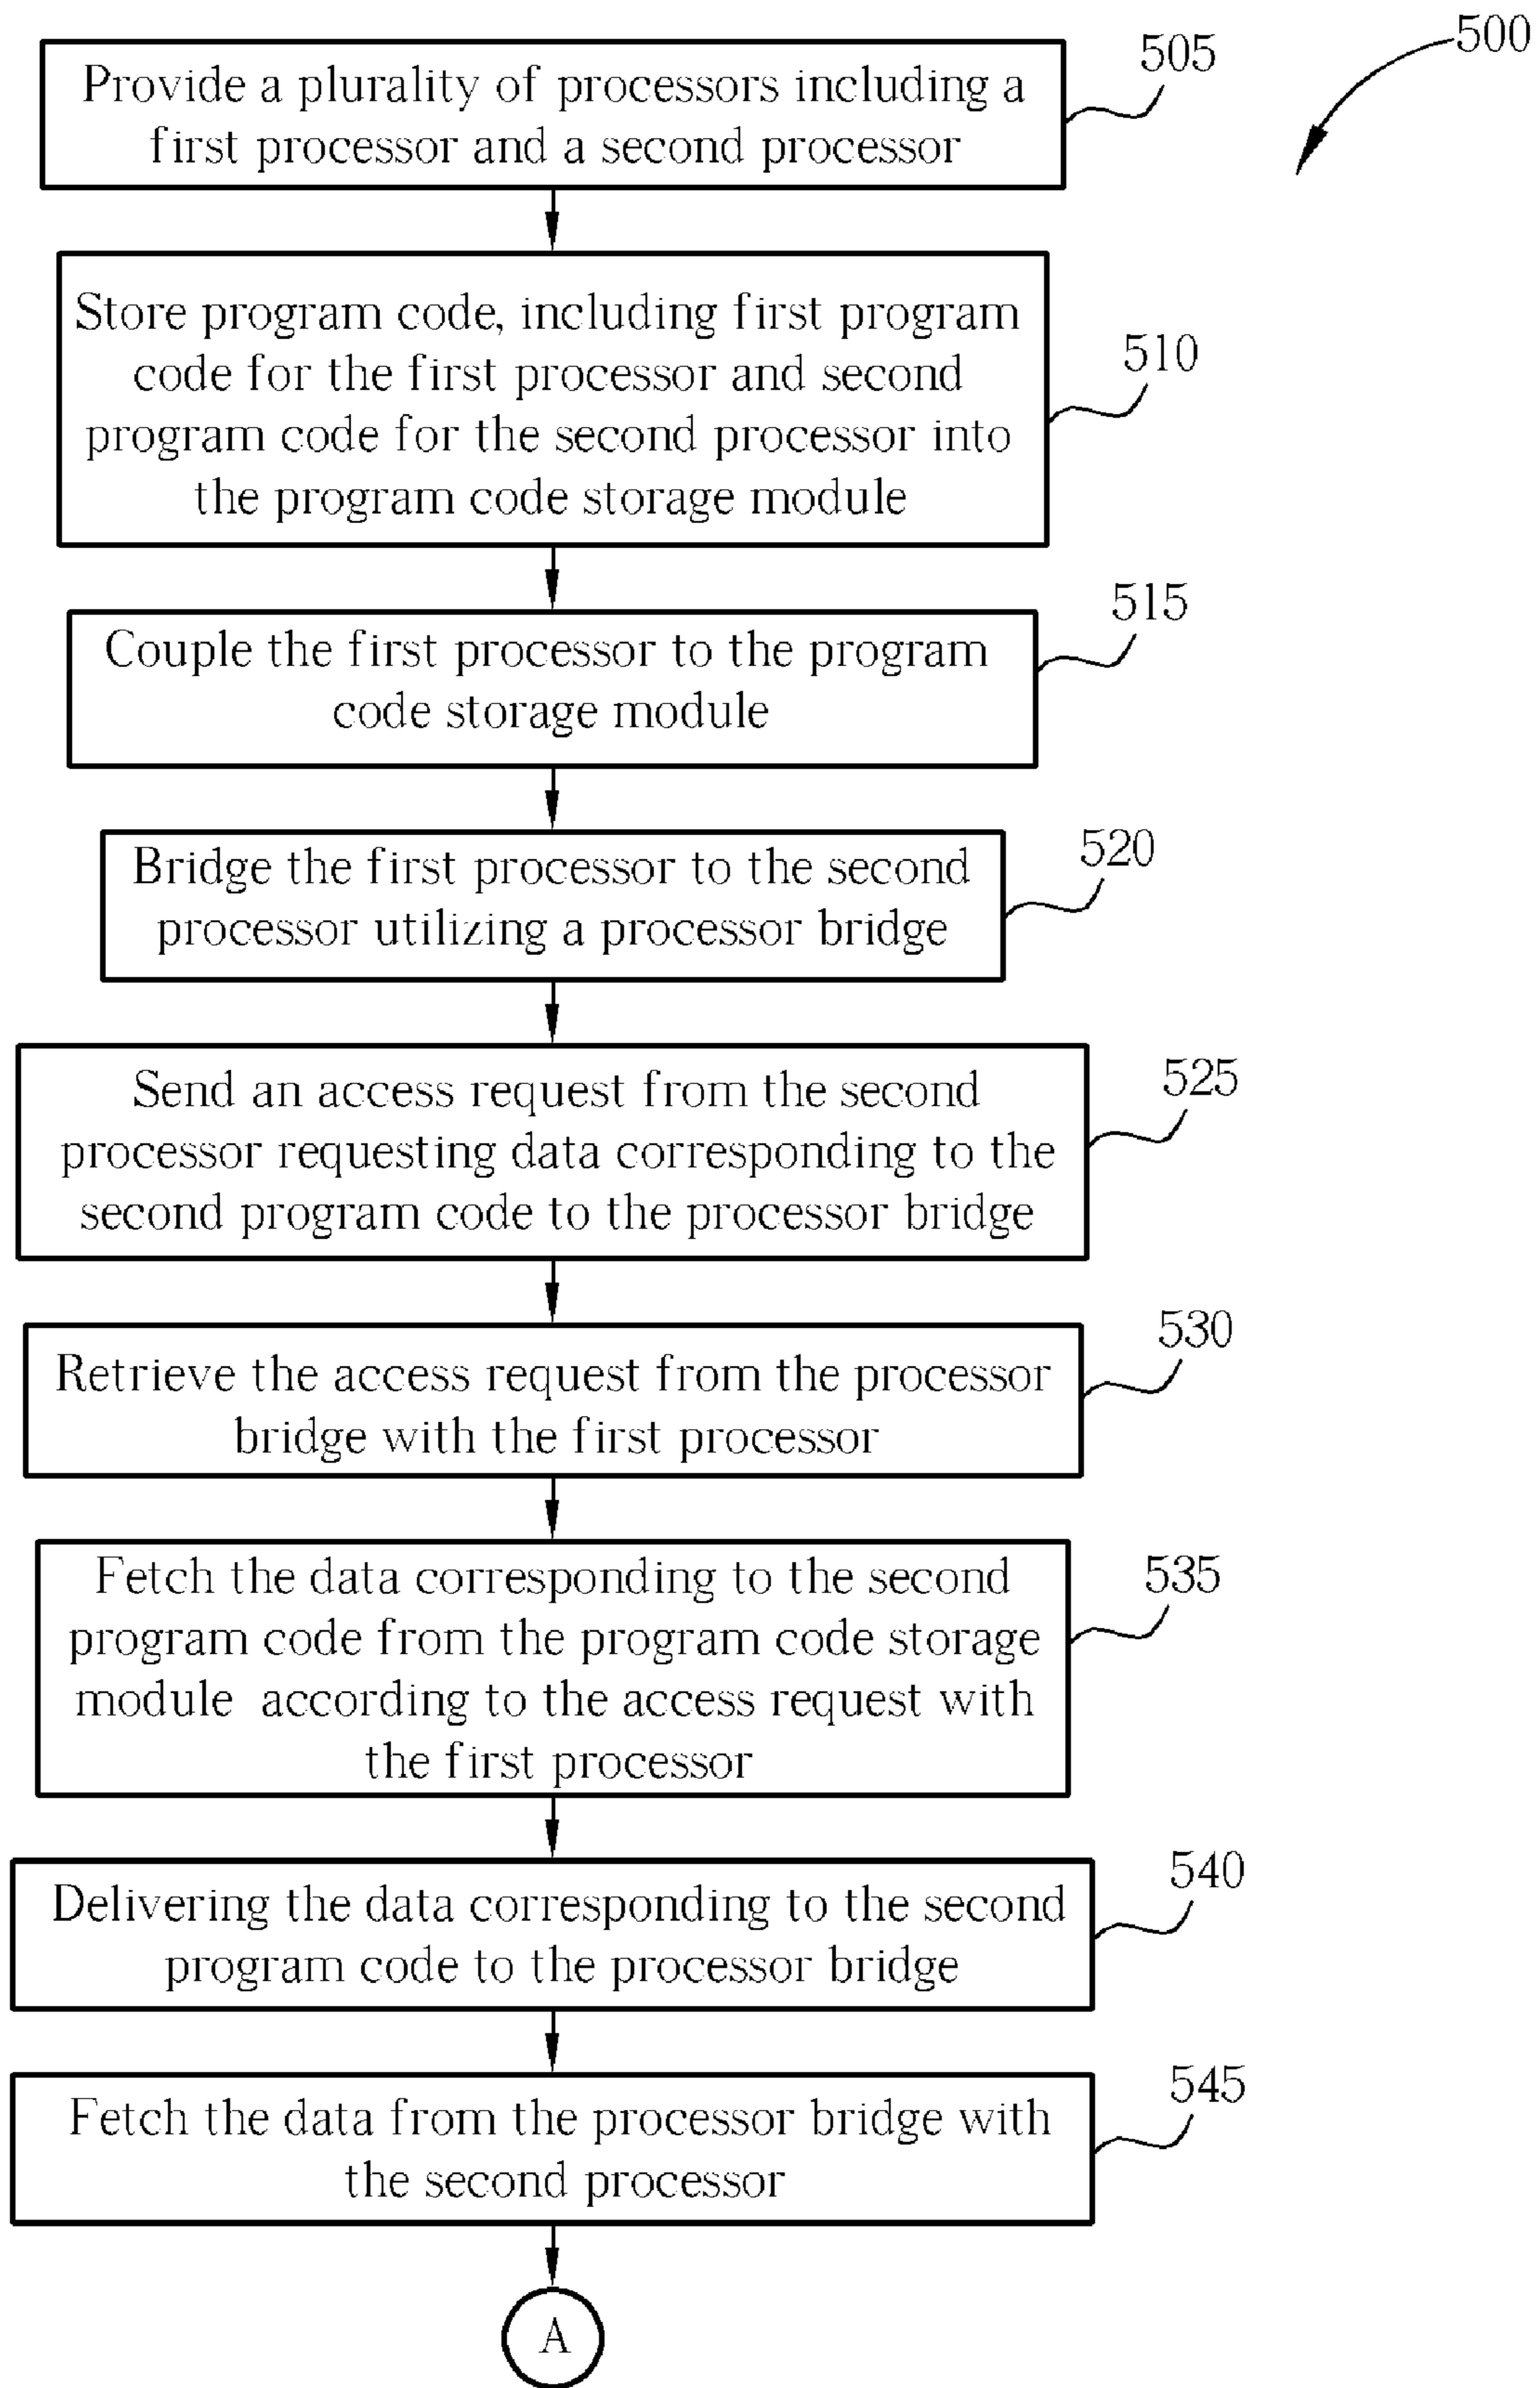 500
505
Provide a plurality of processors including a
first processor and a second processor
Store program code, including first program
code for the first processor and second
program code for the second processor into
the program code storage module
510
515
Couple the first processor to the program
code storage module
520
Bridge the first processor to the second
processor utilizing a processor bridge
525
Send an access request from the second
processor requesting data corresponding to the
second program code to the processor bridge
530
Retrieve the access request from the processor
bridge with the first processor
535
Fetch the data corresponding to the second
program code from the program code storage
module according to the access request with
the first processor
540
Delivering the data corresponding to the second
program code to the processor bridge
545
Fetch the data from the processor bridge with
the second processor
A